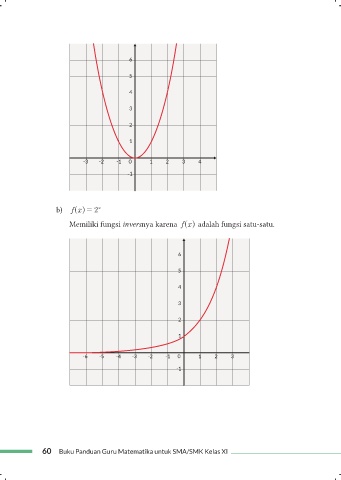 6
5
4
3
2
1
-3 -2 -1 0 1 2 3 4
-1
b) f(x) = 2ˣ
Memiliki fungsi inversnya karena f(x) adalah fungsi satu-satu.
6
5
4
3
2
1
-6 -5 -4 -3 -2 -1 0 1 2 3
-1
60 Buku Panduan Guru Matematika untuk SMA/SMK Kelas XI